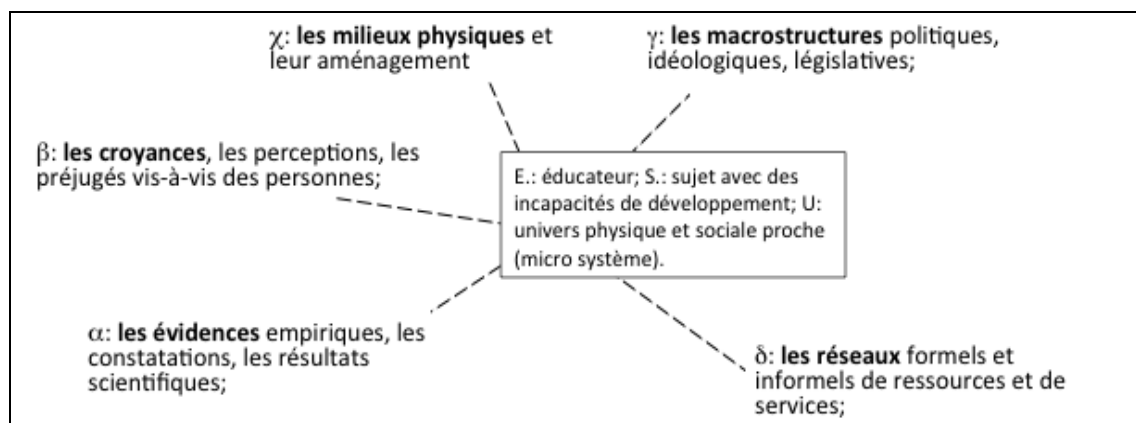 χ: les milieux physiques et
leur aménagement
γ: les macrostructures politiques,
idéologiques, législatives;
β: les croyances, les perceptions, les
préjugés vis-à-vis des personnes;
E.: éducateur; S.: sujet avec des
incapacités de développement; U:
univers physique et sociale proche
(micro système).
α: les évidences empiriques, les
constatations, les résultats
scientifiques;
δ: les réseaux formels et
informels de ressources et de
services;